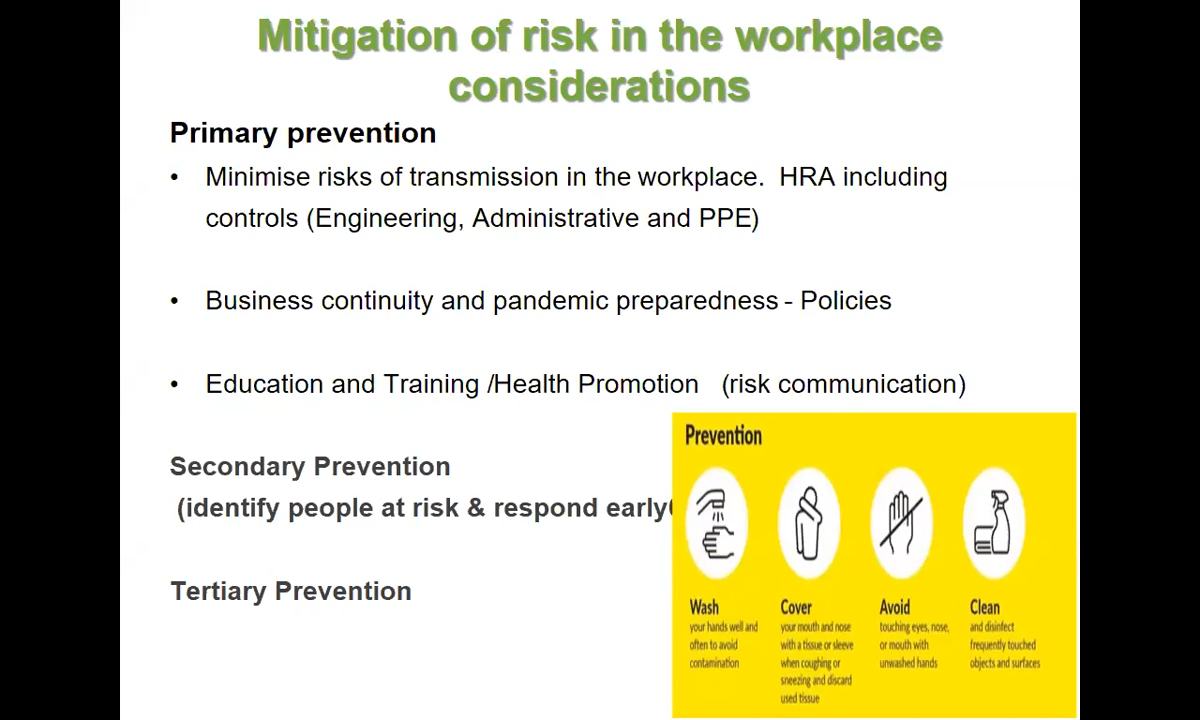 Mitigation of risk in the workplace
considerations
Primary prevention
• Minimise risks of transmission in the workplace. HRA including
controls (Engineering, Administrative and PPE)
• Business continuity and pandemic preparedness - Policies
• Education and Training /Health Promotion (risk communication)
Secondary Prevention
(identify people at risk & respond early
Tertiary Prevention
Prevention
Wash
your hands well and
often to avoid
contamination
Cover
your mouth and nose
with a tissue or sleeve
when coughing or
sneezing and discard
used tissue
Avoid
touching eyes, nose,
or mouth with
unwashed hands
Clean
and disinfect
frequently touched
objects and surfaces